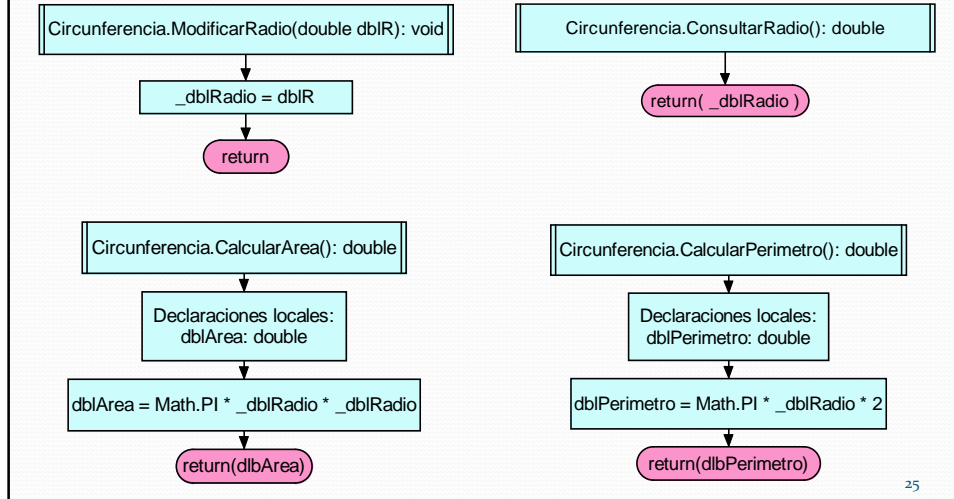 Circunferencia.ModificarRadio(double dblR): void
_dblRadio = dblR
return
Circunferencia.ConsultarRadio(): double
return( _dblRadio )
Circunferencia.CalcularArea(): double
Declaraciones locales:
dblArea: double
dblArea = Math.PI * _dblRadio * _dblRadio
return(dlbArea)
Circunferencia.CalcularPerimetro(): double
Declaraciones locales:
dblPerimetro: double
dblPerimetro = Math.PI * _dblRadio * 2
return(dlbPerimetro)
25